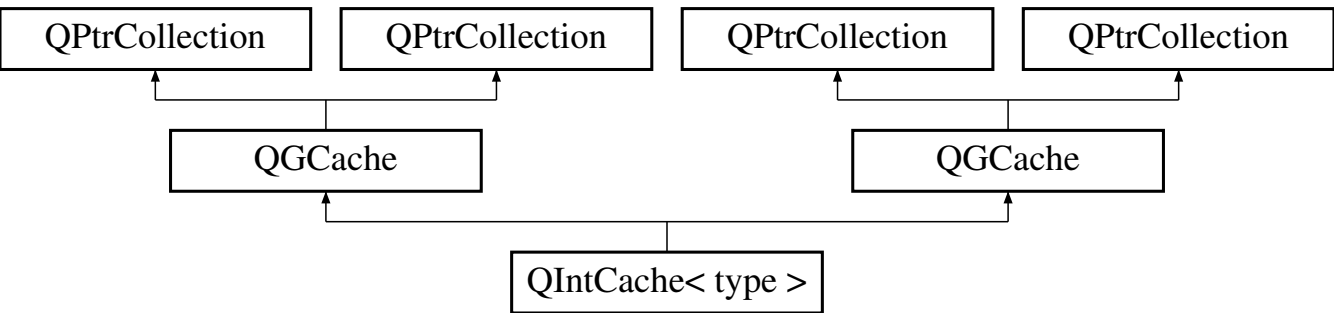 QPtrCollection QPtrCollection QPtrCollection QPtrCollection
QGCache QGCache
QIntCache< type >